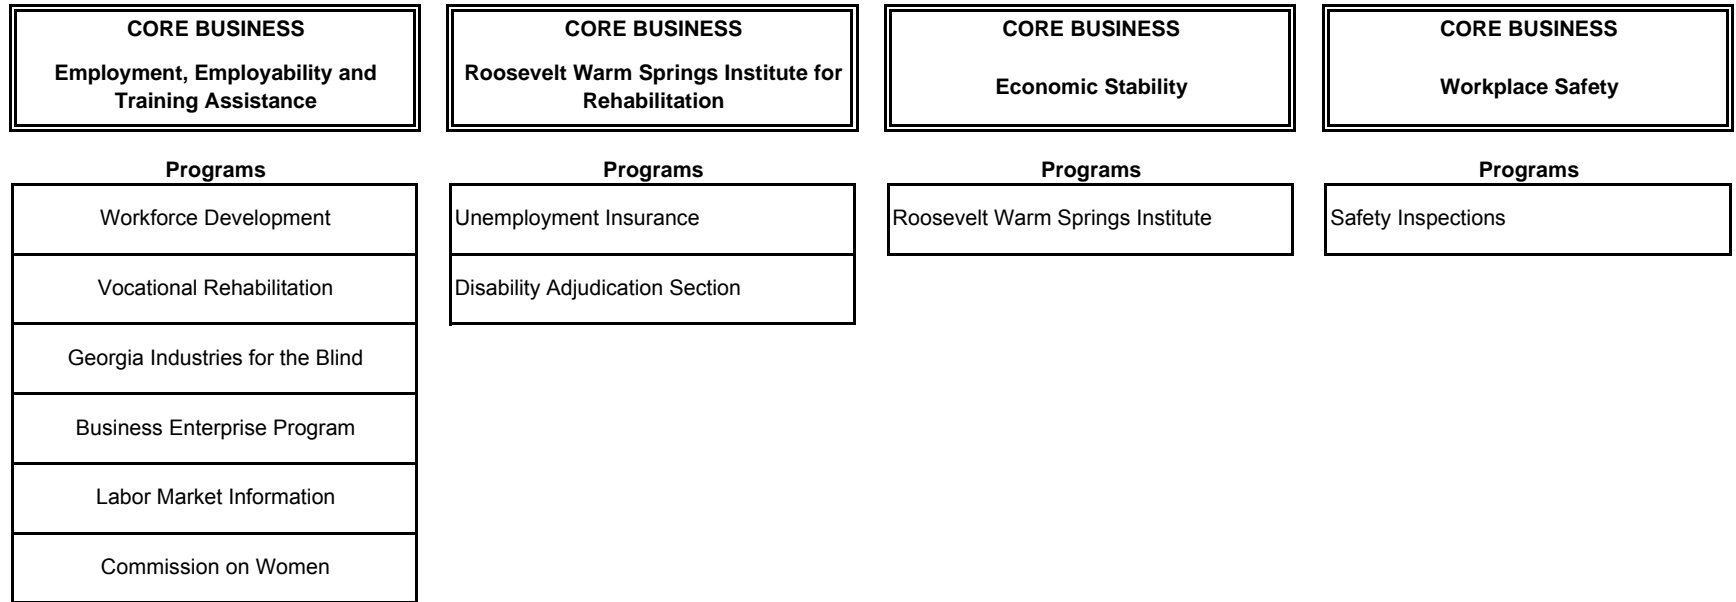 CORE BUSINESS
Employment, Employability and
Training Assistance
Programs
Workforce Development
Vocational Rehabilitation
Georgia Industries for the Blind
Business Enterprise Program
Labor Market Information
Commission on Women
CORE BUSINESS
Roosevelt Warm Springs Institute for
Rehabilitation
Programs
Unemployment Insurance
Disability Adjudication Section
CORE BUSINESS
Economic Stability
Programs
Roosevelt Warm Springs Institute
CORE BUSINESS
Workplace Safety
Programs
Safety Inspections